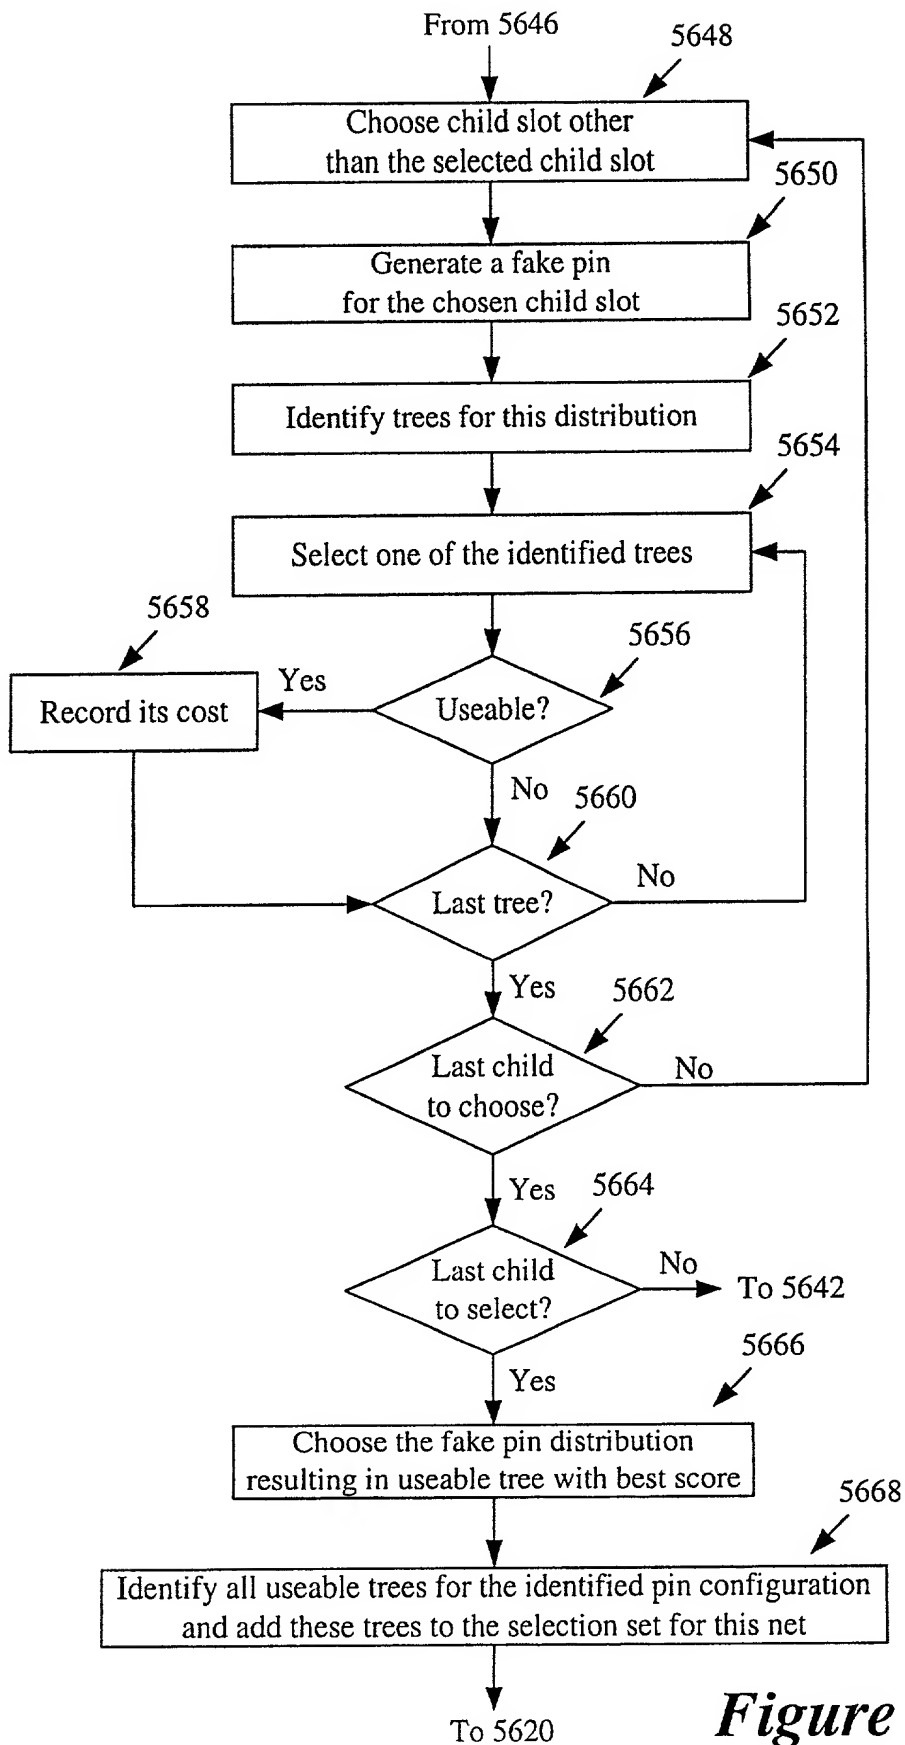 From 5646
5648
Choose child slot other
than the selected child slot
5650
Generate a fake pin
for the chosen child slot
5652
Identify trees for this distribution
5654
Select one of the identified trees
5658
5656
Yes
Record its cost
Useable?
No
5660
Last tree?
No
Yes
5662
Last child
to choose?
No
Yes
5664
Last child
to select?
No
To 5642
5666
Yes
Choose the fake pin distribution
resulting in useable tree with best score
5668
Identify all useable trees for the identified pin configuration
and add these trees to the selection set for this net
To 5620
Figure